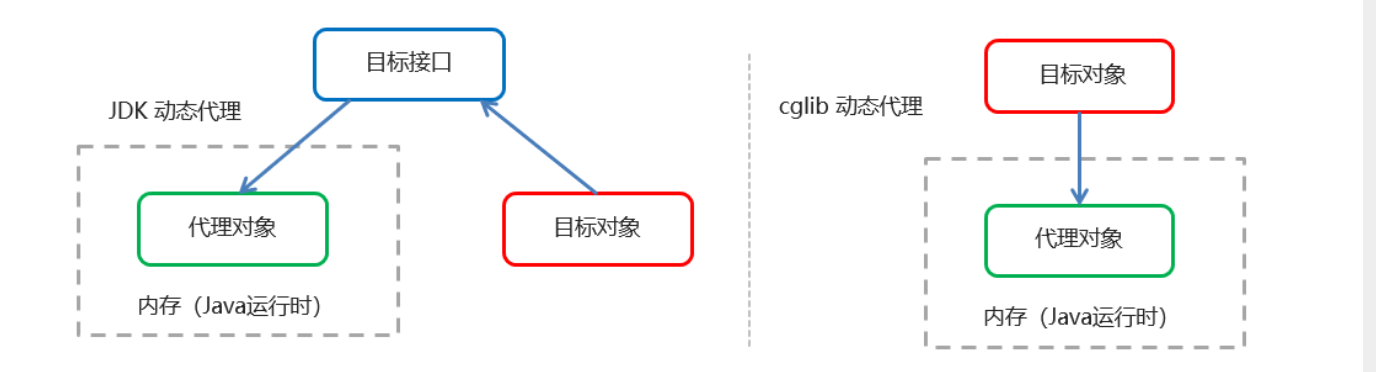 目标接口
JDK 动态代理
代理对象
目标对象
内存（Java运行时）
目标对象
cglib 动态代理
代理对象
内存（Java运行时）